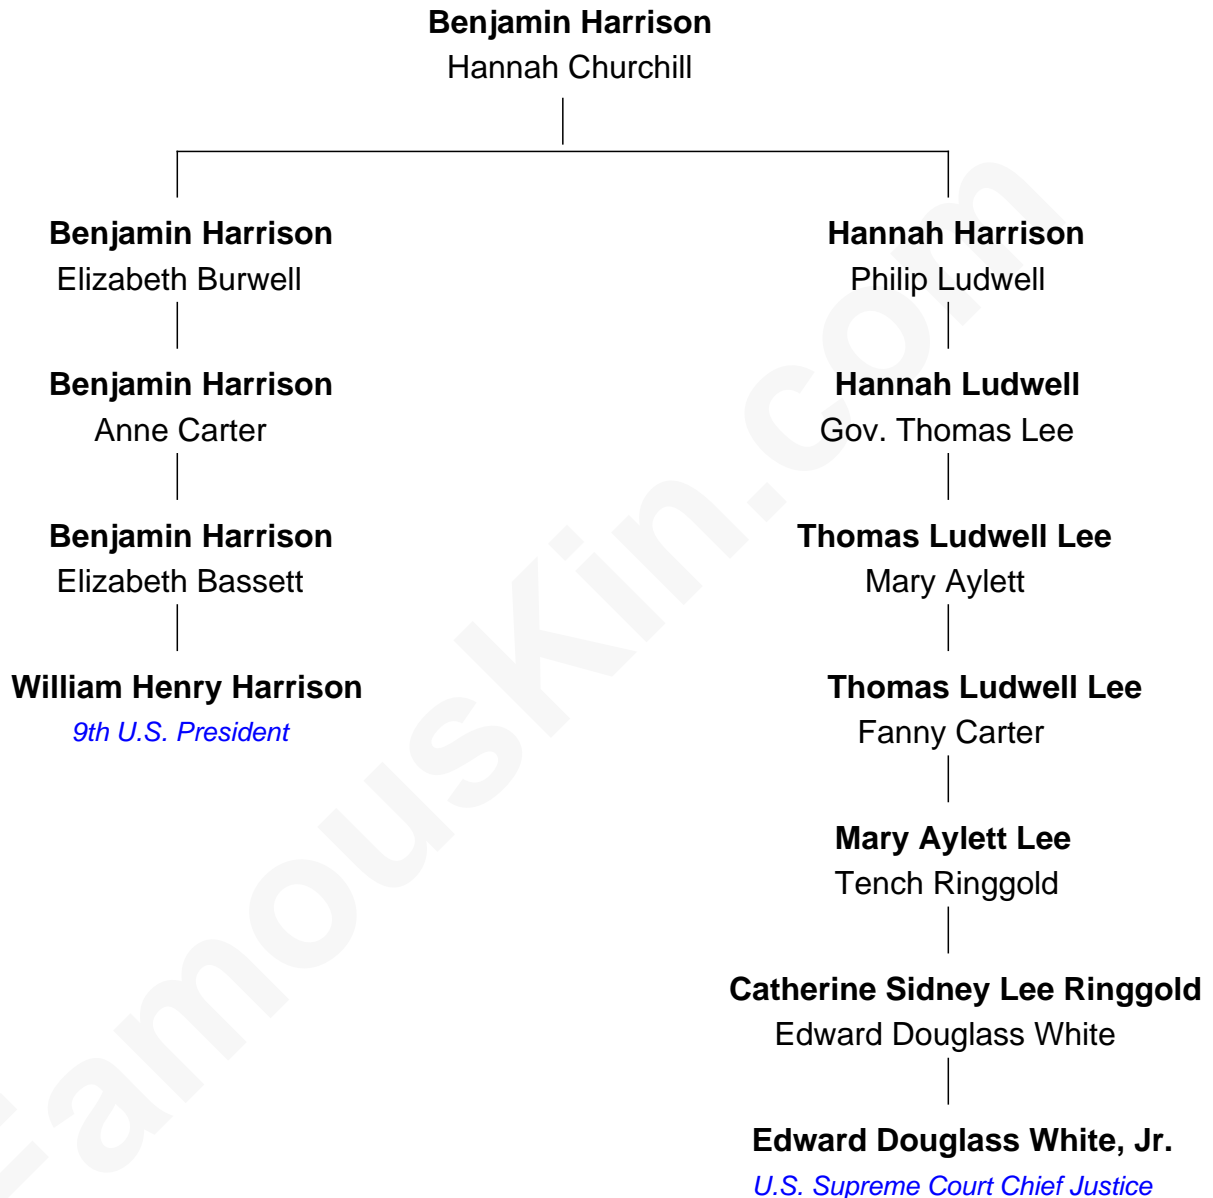 Benjamin Harrison
Hannah Churchill
Benjamin Harrison
Elizabeth Burwell
Hannah Harrison
Philip Ludwell
Benjamin Harrison
Anne Carter
Hannah Ludwell
Gov. Thomas Lee
Benjamin Harrison
Elizabeth Bassett
Thomas Ludwell Lee
Mary Aylett
William Henry Harrison
9th U.S. President
Thomas Ludwell Lee
Fanny Carter
Mary Aylett Lee
Tench Ringgold
Catherine Sidney Lee Ringgold
Edward Douglass White
Edward Douglass White, Jr.
U.S. Supreme Court Chief Justice
FamousKin.com